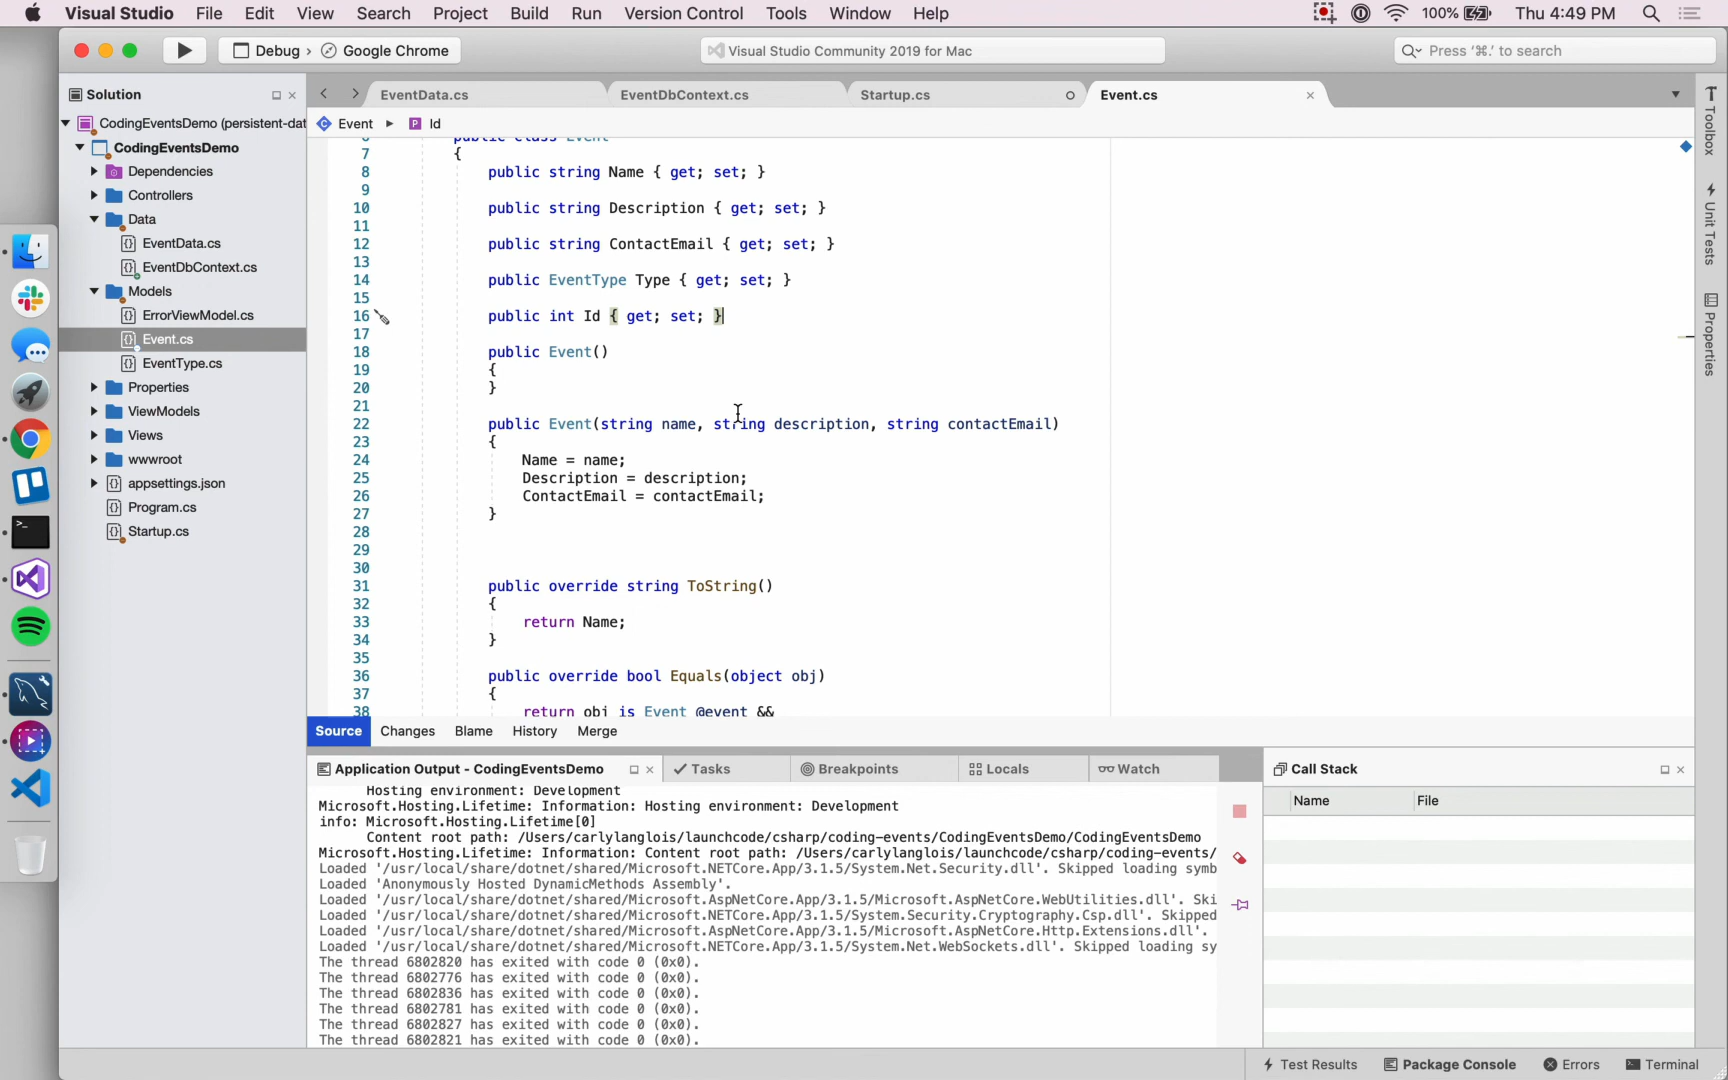 Visual Studio File Edit View Search Project Build Run Version Control Tools Window Help 100% Thu 4:49 PM
Debug › Google Chrome
Visual Studio Community 2019 for Mac
Press ‘⌘.’ to search
Solution
CodingEventsDemo (persistent-dat
CodingEventsDemo
Dependencies
Controllers
Data
EventData.cs
EventDbContext.cs
Models
ErrorViewModel.cs
Event.cs
EventType.cs
Properties
ViewModels
Views
wwwroot
appsettings.json
Program.cs
Startup.cs
EventData.cs EventDbContext.cs Startup.cs Event.cs
Event ▸ P Id
6 public class Event
7 {
8 public string Name { get; set; }
9
10 public string Description { get; set; }
11
12 public string ContactEmail { get; set; }
13
14 public EventType Type { get; set; }
15
16 public int Id { get; set; }
17
18 public Event()
19 {
20 }
21
22 public Event(string name, string description, string contactEmail)
23 {
24 Name = name;
25 Description = description;
26 ContactEmail = contactEmail;
27 }
28
29
30
31 public override string ToString()
32 {
33 return Name;
34 }
35
36 public override bool Equals(object obj)
37 {
38 return obj is Event @event &&
Source Changes Blame History Merge
Toolbox
Unit Tests
Properties
Application Output - CodingEventsDemo Tasks Breakpoints Locals Watch
Hosting environment: Development
Microsoft.Hosting.Lifetime: Information: Hosting environment: Development
info: Microsoft.Hosting.Lifetime[0]
Content root path: /Users/carlylanglois/launchcode/csharp/coding-events/CodingEventsDemo/CodingEventsDemo
Microsoft.Hosting.Lifetime: Information: Content root path: /Users/carlylanglois/launchcode/csharp/coding-events/
Loaded '/usr/local/share/dotnet/shared/Microsoft.NETCore.App/3.1.5/System.Net.Security.dll'. Skipped loading symb
Loaded 'Anonymously Hosted DynamicMethods Assembly'.
Loaded '/usr/local/share/dotnet/shared/Microsoft.AspNetCore.App/3.1.5/Microsoft.AspNetCore.WebUtilities.dll'. Ski
Loaded '/usr/local/share/dotnet/shared/Microsoft.NETCore.App/3.1.5/System.Security.Cryptography.Csp.dll'. Skipped
Loaded '/usr/local/share/dotnet/shared/Microsoft.AspNetCore.App/3.1.5/Microsoft.AspNetCore.Http.Extensions.dll'.
Loaded '/usr/local/share/dotnet/shared/Microsoft.NETCore.App/3.1.5/System.Net.WebSockets.dll'. Skipped loading sy
The thread 6802820 has exited with code 0 (0x0).
The thread 6802776 has exited with code 0 (0x0).
The thread 6802836 has exited with code 0 (0x0).
The thread 6802781 has exited with code 0 (0x0).
The thread 6802827 has exited with code 0 (0x0).
The thread 6802821 has exited with code 0 (0x0).
Call Stack
Name File
Test Results Package Console Errors Terminal